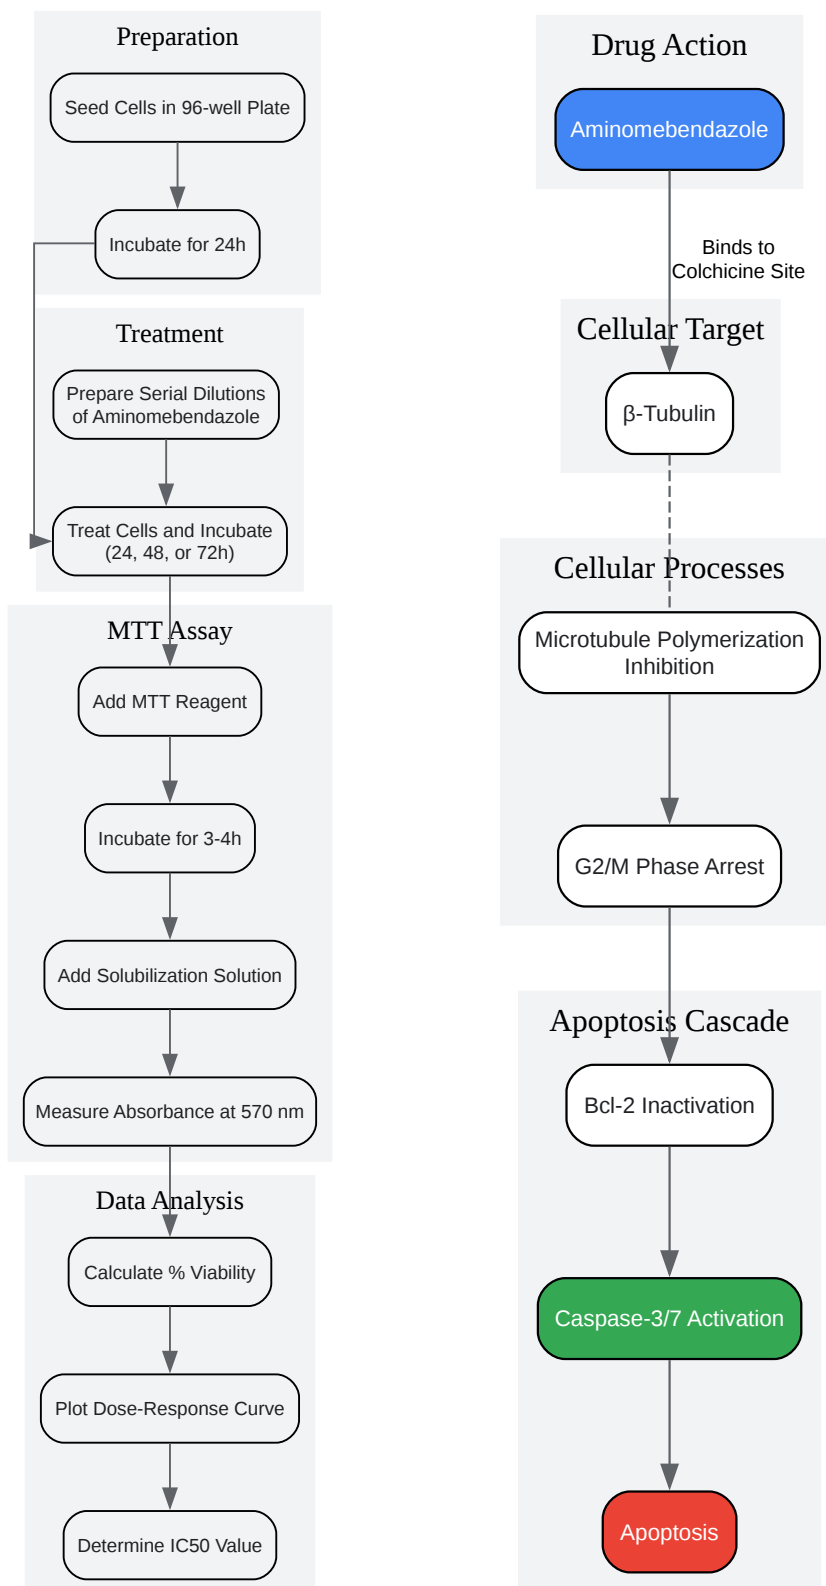 Preparation
Seed Cells in 96-well Plate
Incubate for 24h
Treatment
Prepare Serial Dilutions
of Aminomebendazole
Treat Cells and Incubate
(24, 48, or 72h)
MTT Assay
Add MTT Reagent
Incubate for 3-4h
Add Solubilization Solution
Measure Absorbance at 570 nm
Data Analysis
Calculate % Viability
Plot Dose-Response Curve
Determine IC50 Value
Drug Action
Aminomebendazole
Binds to
Colchicine Site
Cellular Target
β-Tubulin
Cellular Processes
Microtubule Polymerization
Inhibition
G2/M Phase Arrest
Apoptosis Cascade
Bcl-2 Inactivation
Caspase-3/7 Activation
Apoptosis